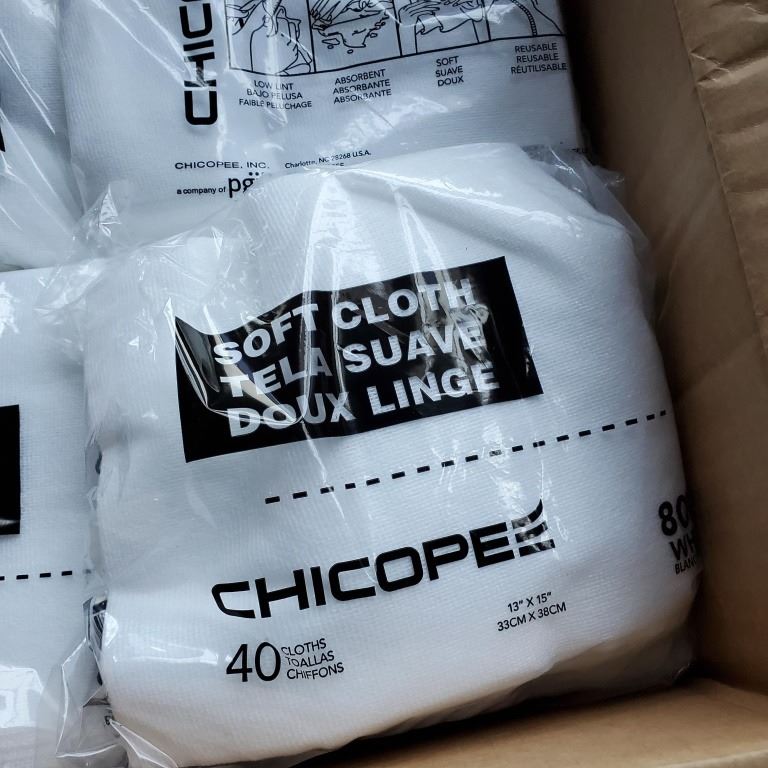 LOW LINT
BAJO PELUSA
FAIBLE PELUCHAGE
ABSORBENT
ABSORBANTE
ABSORBANTE
SOFT
SUAVE
DOUX
REUSABLE
REUSABLE
RÉUTILISABLE
CHICOPEE, INC.
Charlotte, NC 28268 U.S.A.
a company of
SOFT CLOTH
TELA SUAVE
DOUX LINGE
CHICOPEE
13" X 15"
33CM X 38CM
40 CLOTHS
TOALLAS
CHIFFONS